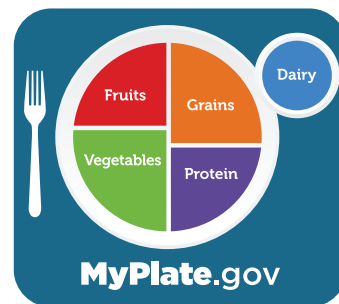 Dairy
Fruits
Grains
Vegetables
Protein
MyPlate.gov